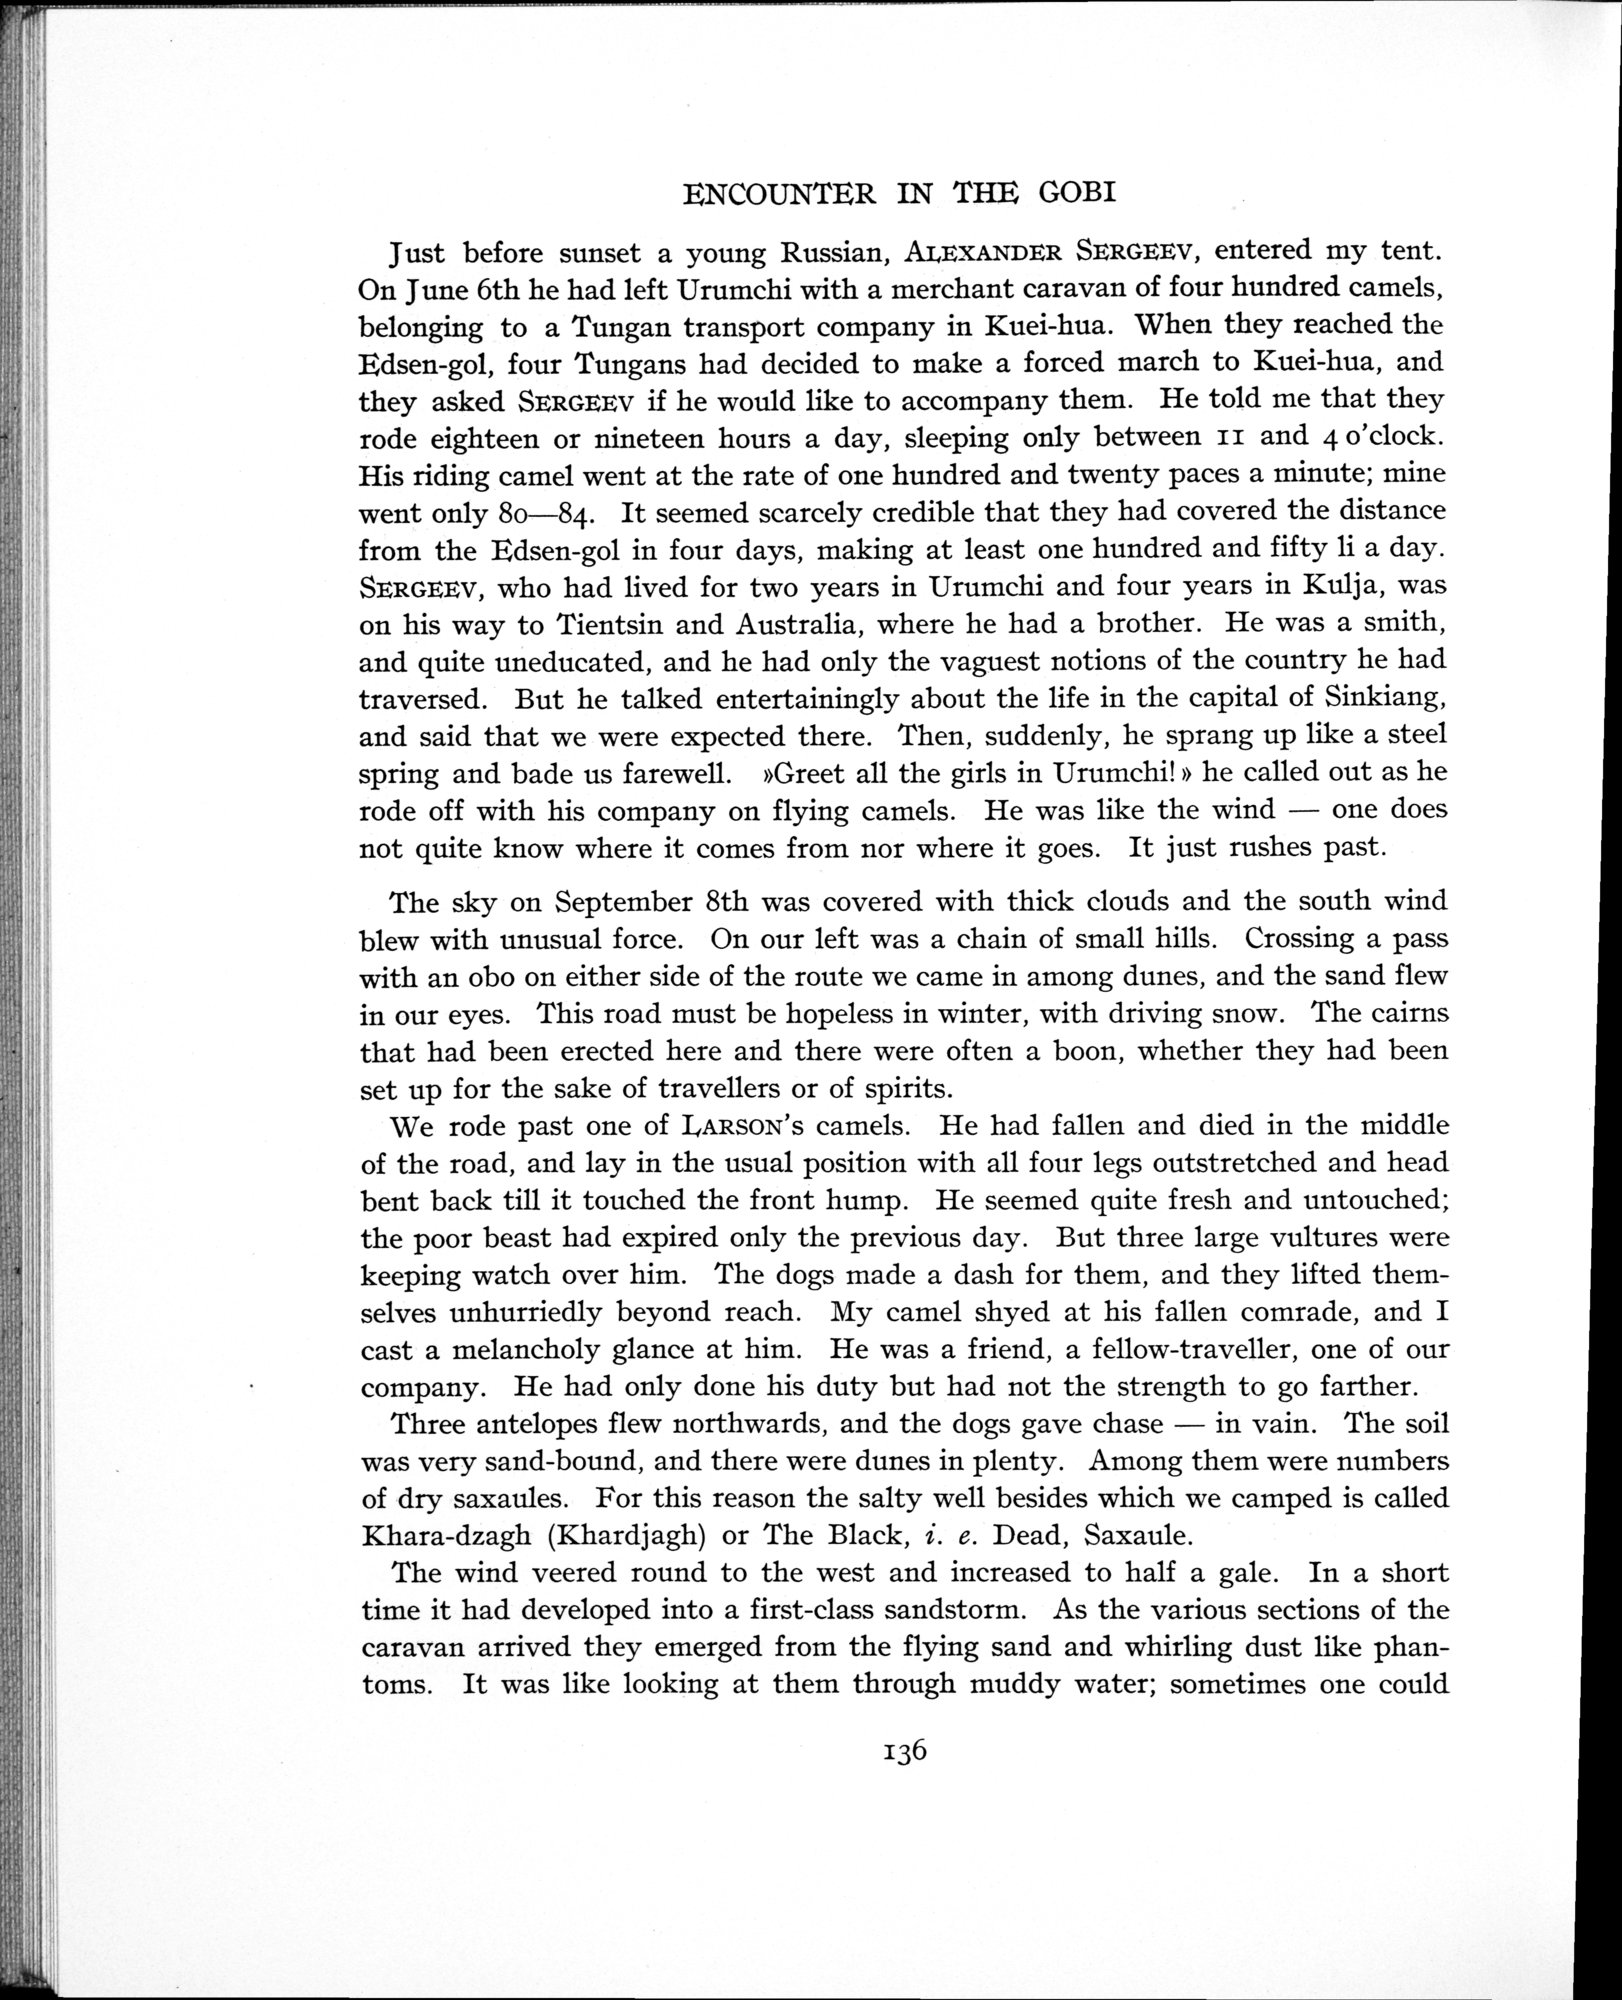 ENCOUNTER IN THE GOBI
Just before sunset a young Russian, ALEXANDER SERGEEV, entered my tent.
On June 6th he had left Urumchi with a merchant caravan of four hundred camels,
belonging to a Tungan transport company in Kuei-hua. When they reached the
Edsen-gol, four Tungans had decided to make a forced march to Kuei-hua, and
they asked SERGEEV if he would like to accompany them. He told me that they
rode eighteen or nineteen hours a day, sleeping only between 11 and 4 o'clock.
His riding camel went at the rate of one hundred and twenty paces a minute; mine
went only 80—84. It seemed scarcely credible that they had covered the distance
from the Edsen-gol in four days, making at least one hundred and fifty li a day.
SERGEEV, who had lived for two years in Urumchi and four years in Kulja, was
on his way to Tientsin and Australia, where he had a brother. He was a smith,
and quite uneducated, and he had only the vaguest notions of the country he had
traversed. But he talked entertainingly about the life in the capital of Sinkiang,
and said that we were expected there. Then, suddenly, he sprang up like a steel
spring and bade us farewell. »Greet all the girls in Urumchi!» he called out as he
rode off with his company on flying camels. He was like the wind — one does
not quite know where it comes from nor where it goes. It just rushes past.
The sky on September 8th was covered with thick clouds and the south wind
blew with unusual force. On our left was a chain of small hills. Crossing a pass
with an obo on either side of the route we came in among dunes, and the sand flew
in our eyes. This road must be hopeless in winter, with driving snow. The cairns
that had been erected here and there were often a boon, whether they had been
set up for the sake of travellers or of spirits.
We rode past one of LARSON'S camels. He had fallen and died in the middle
of the road, and lay in the usual position with all four legs outstretched and head
bent back till it touched the front hump. He seemed quite fresh and untouched;
the poor beast had expired only the previous day. But three large vultures were
keeping watch over him. The dogs made a dash for them, and they lifted them-
selves unhurriedly beyond reach. My camel shyed at his fallen comrade, and I
cast a melancholy glance at him. He was a friend, a fellow-traveller, one of our
company. He had only done his duty but had not the strength to go farther.
Three antelopes flew northwards, and the dogs gave chase — in vain. The soil
was very sand-bound, and there were dunes in plenty. Among them were numbers
of dry saxaules. For this reason the salty well besides which we camped is called
Khara-dzagh (Khardjagh) or The Black, i. e. Dead, Saxaule.
The wind veered round to the west and increased to half a gale. In a short
time it had developed into a first-class sandstorm. As the various sections of the
caravan arrived they emerged from the flying sand and whirling dust like phan-
toms. It was like looking at them through muddy water; sometimes one could
136